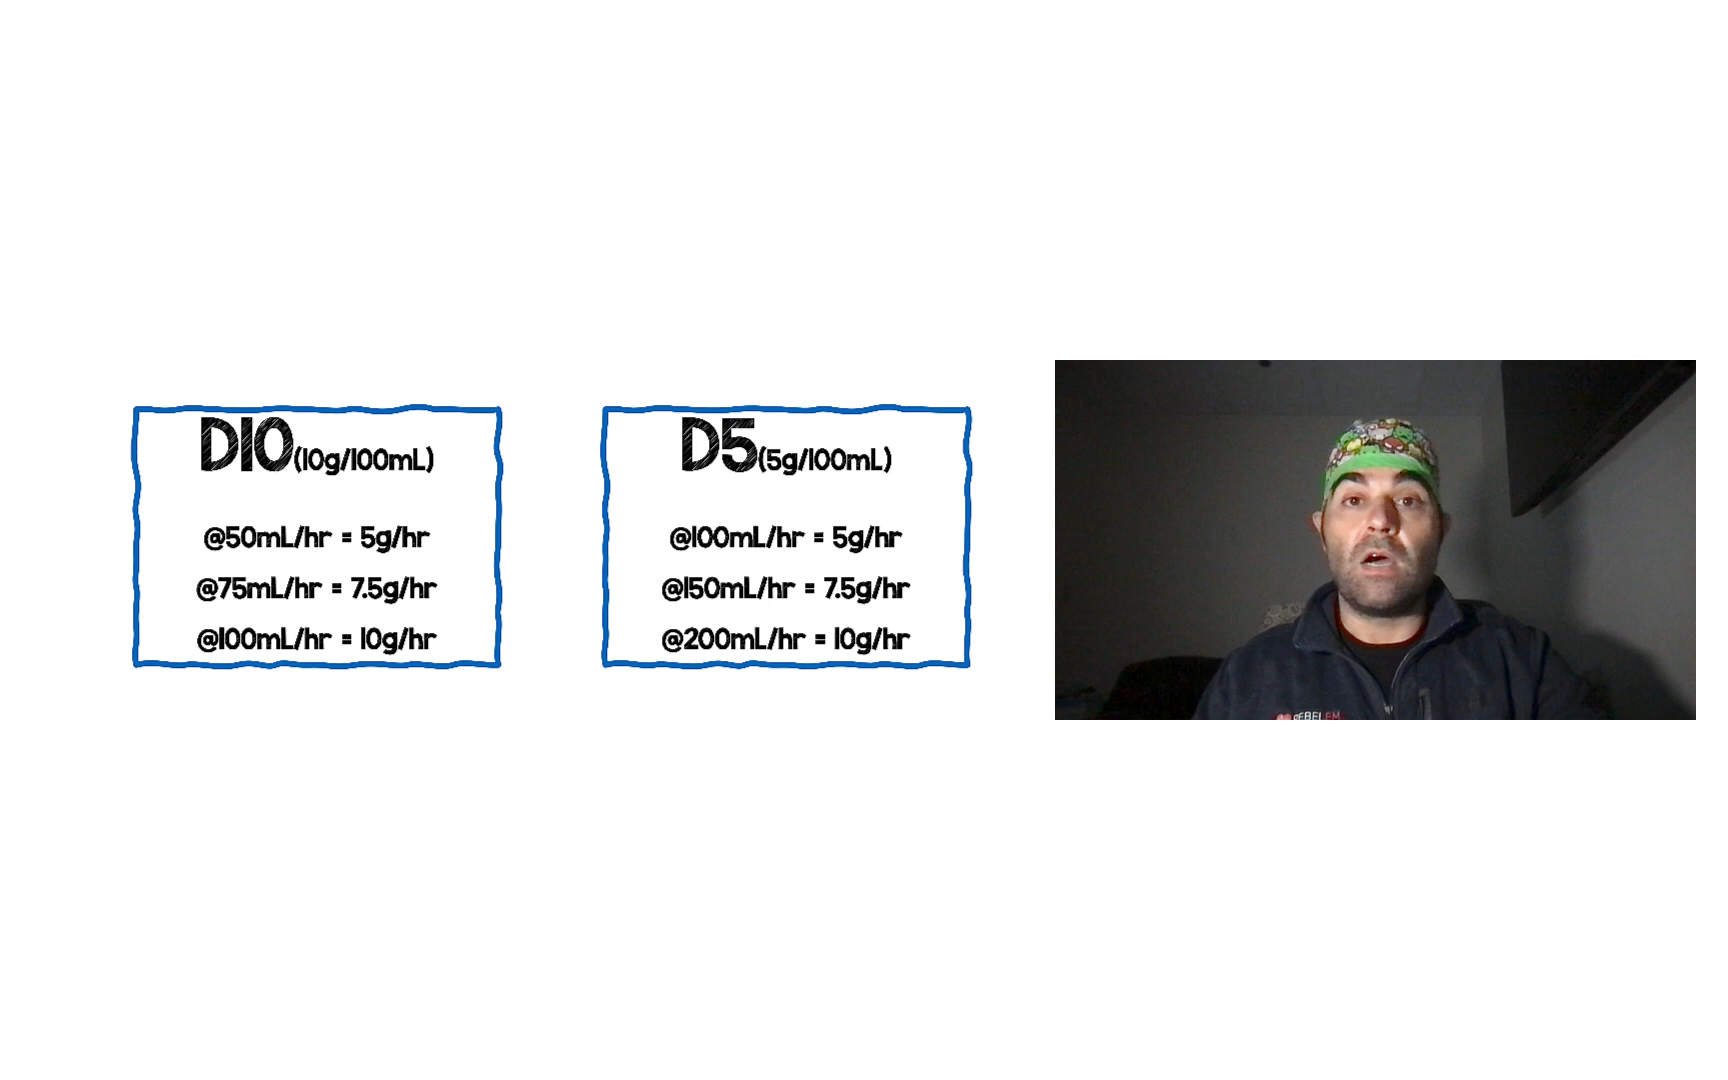 D10(10g/100mL)
@50mL/hr = 5g/hr
@75mL/hr = 7.5g/hr
@100mL/hr = 10g/hr
D5(5g/100mL)
@100mL/hr = 5g/hr
@150mL/hr = 7.5g/hr
@200mL/hr = 10g/hr
REBELEM